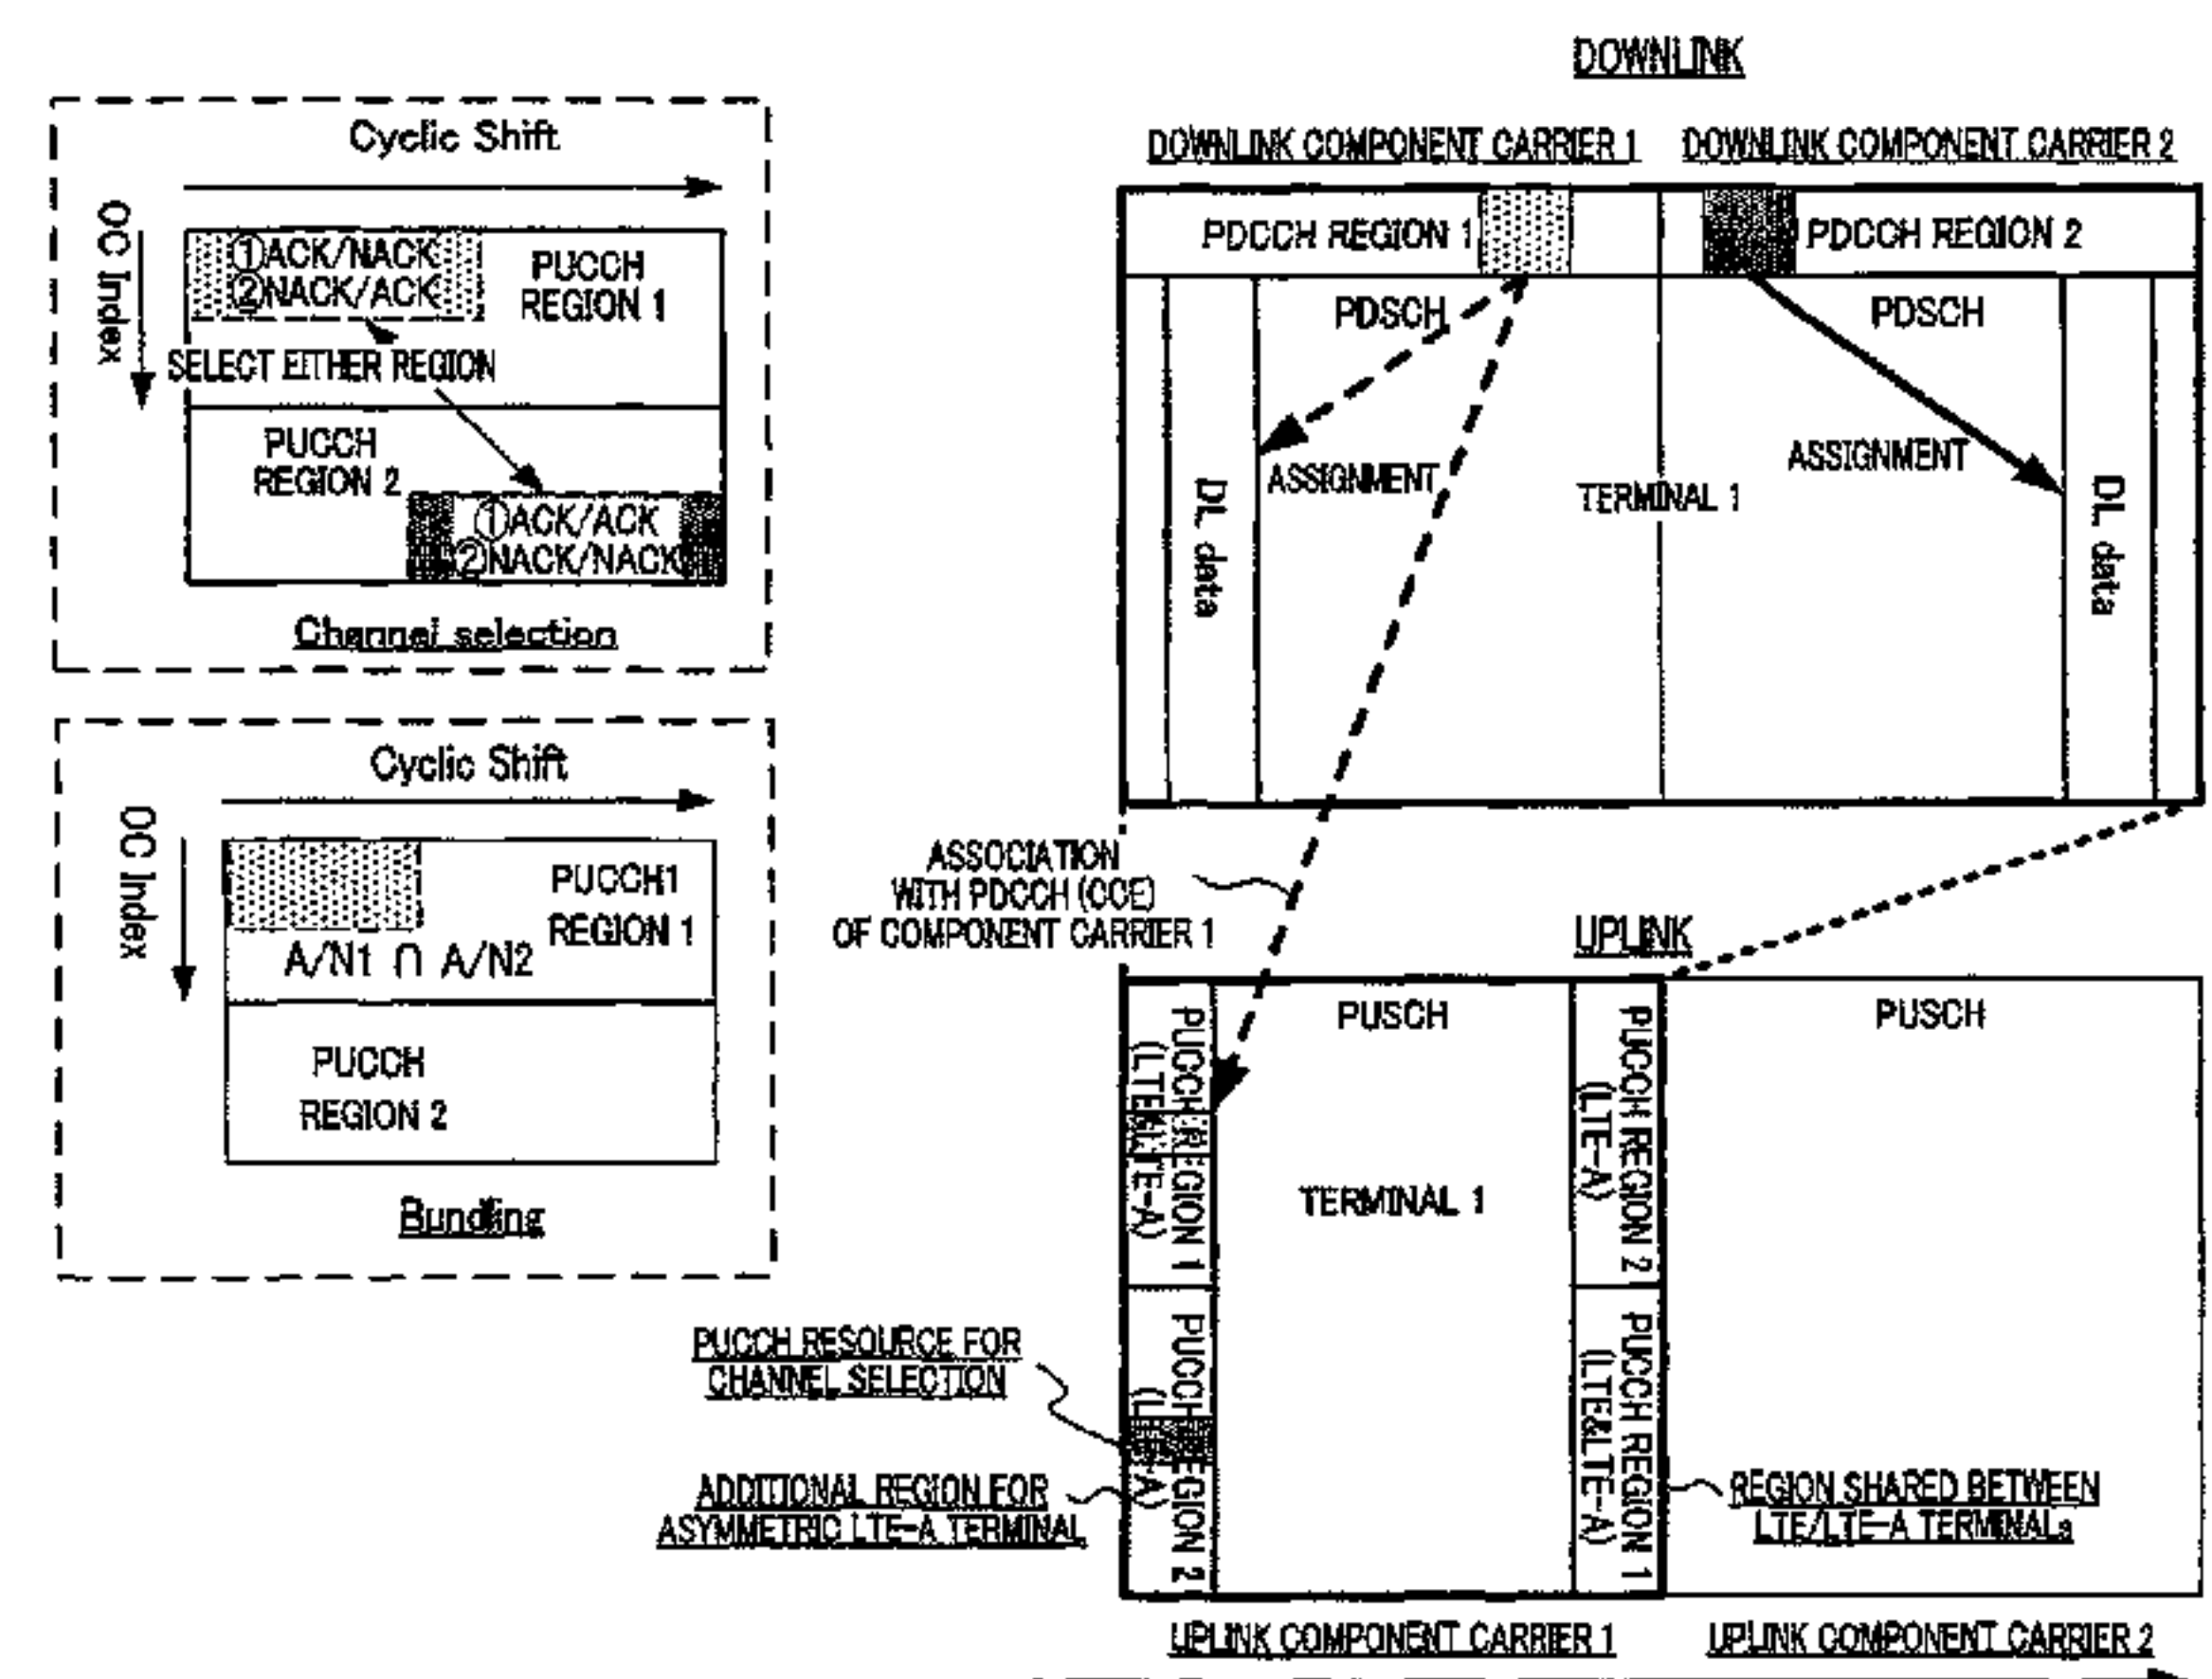 Cyclic Shift
OC Index
①ACK/NACK
②NACK/ACK
PUCCH
REGION 1
SELECT EITHER REGION
PUCCH
REGION 2
①ACK/ACK
②NACK/NACK
Channel selection
Cyclic Shift
OC Index
PUCCH1
REGION 1
A/N1 ∩ A/N2
PUCCH
REGION 2
Bundling
DOWNLINK
DOWNLINK COMPONENT CARRIER 1
DOWNLINK COMPONENT CARRIER 2
PDCCH REGION 1
PDCCH REGION 2
PDSCH
PDSCH
ASSIGNMENT
ASSIGNMENT
TERMINAL 1
DL data
DL data
ASSOCIATION
WITH PDCCH (CCE)
OF COMPONENT CARRIER 1
UPLINK
PUCCH REGION 1
(LTE&LTE-A)
PUSCH
PUCCH REGION 2
(LTE-A)
PUSCH
TERMINAL 1
PUCCH REGION 2
(LTE-A)
PUCCH REGION 1
(LTE&LTE-A)
PUCCH RESOURCE FOR
CHANNEL SELECTION
ADDITIONAL REGION FOR
ASYMMETRIC LTE-A TERMINAL
REGION SHARED BETWEEN
LTE/LTE-A TERMINALs
UPLINK COMPONENT CARRIER 1
UPLINK COMPONENT CARRIER 2